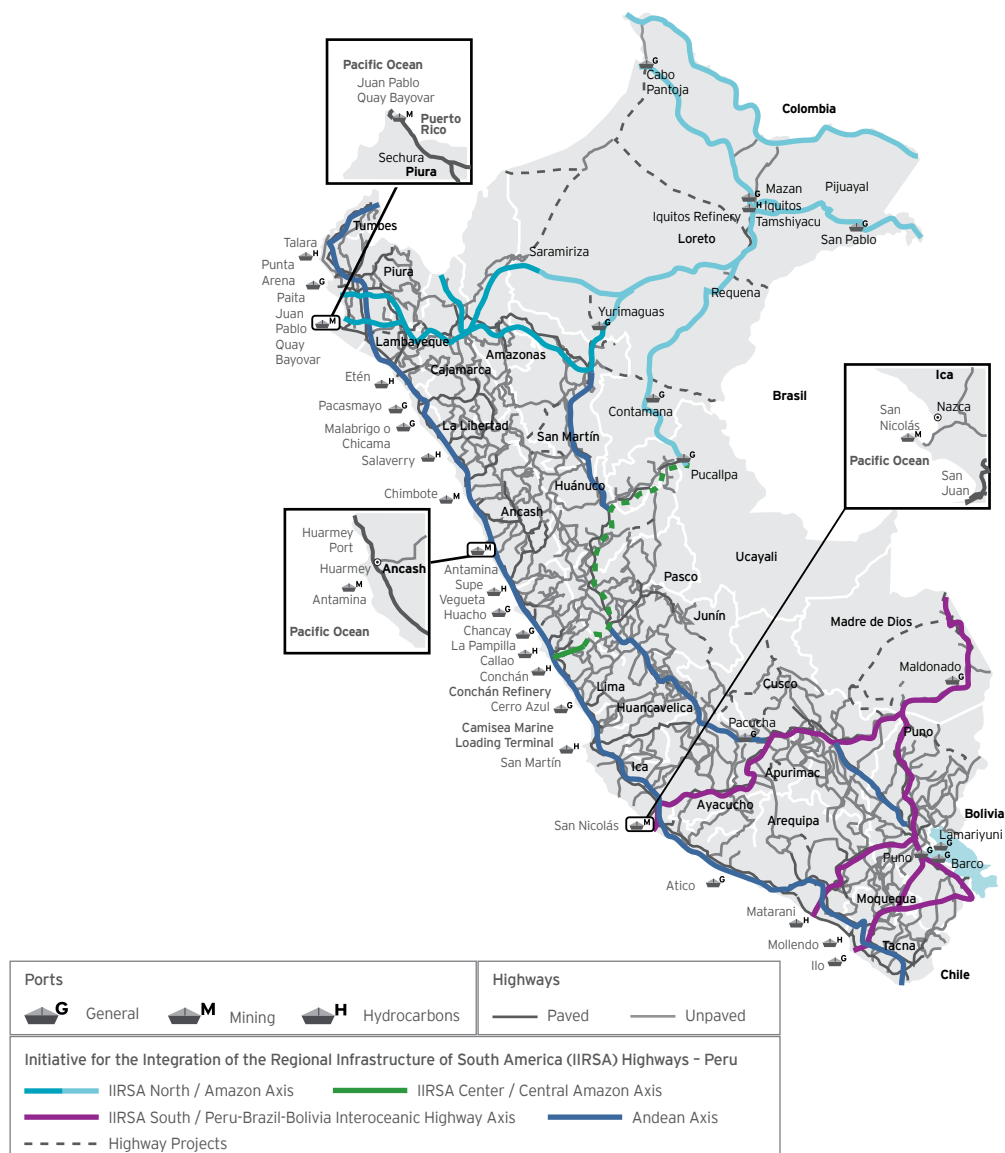 Pacific Ocean
Juan Pablo
Quay Bayovar
M
Puerto
Rico
Sechura
Piura
G
Cabo
Pantoja
Colombia
G
Mazan
Pijuayal
H
Iquitos
Iquitos Refinery
Tamshiyacu
G
San Pablo
Loreto
Tumbes
Talara
H
Punta
Arena
G
Paita
Juan
Pablo
M
Quay
Bayovar
Piura
Saramiriza
Requena
Yurimaguas
G
Lambayeque
Amazonas
Cajamarca
Etén
H
Pacasmayo
G
Malabrigo o
Chicama
G
La Libertad
San Martín
Contamana
G
Brasil
Salaverry
H
Chimbote
M
Huánuco
Pucallpa
G
Ancash
Ica
Nazca
San
Nicolás
M
Pacific Ocean
San
Juan
Huarmey
Port
Huarmey
Ancash
M
Antamina
Pacific Ocean
M
Antamina
Supe
H
Vegueta
Huacho
G
Chancay
G
La Pampilla
H
Callao
Conchán
H
Conchán Refinery
Cerro Azul
G
Camisea Marine
Loading Terminal
H
San Martín
Ucayali
Pasco
Junín
Madre de Dios
Maldonado
G
Lima
Huancavelica
Cusco
Pacucha
G
Puno
Apurimac
Ica
Ayacucho
Arequipa
San Nicolás
M
Bolivia
Lamariyuni
G
Puno
G
G
Barco
Atico
G
Moquegua
Matarani
H
Mollendo
H
Tacna
Ilo
G
Chile
Ports
G
General
M
Mining
H
Hydrocarbons
Highways
Paved
Unpaved
Initiative for the Integration of the Regional Infrastructure of South America (IIRSA) Highways – Peru
IIRSA North / Amazon Axis
IIRSA Center / Central Amazon Axis
IIRSA South / Peru-Brazil-Bolivia Interoceanic Highway Axis
Andean Axis
Highway Projects